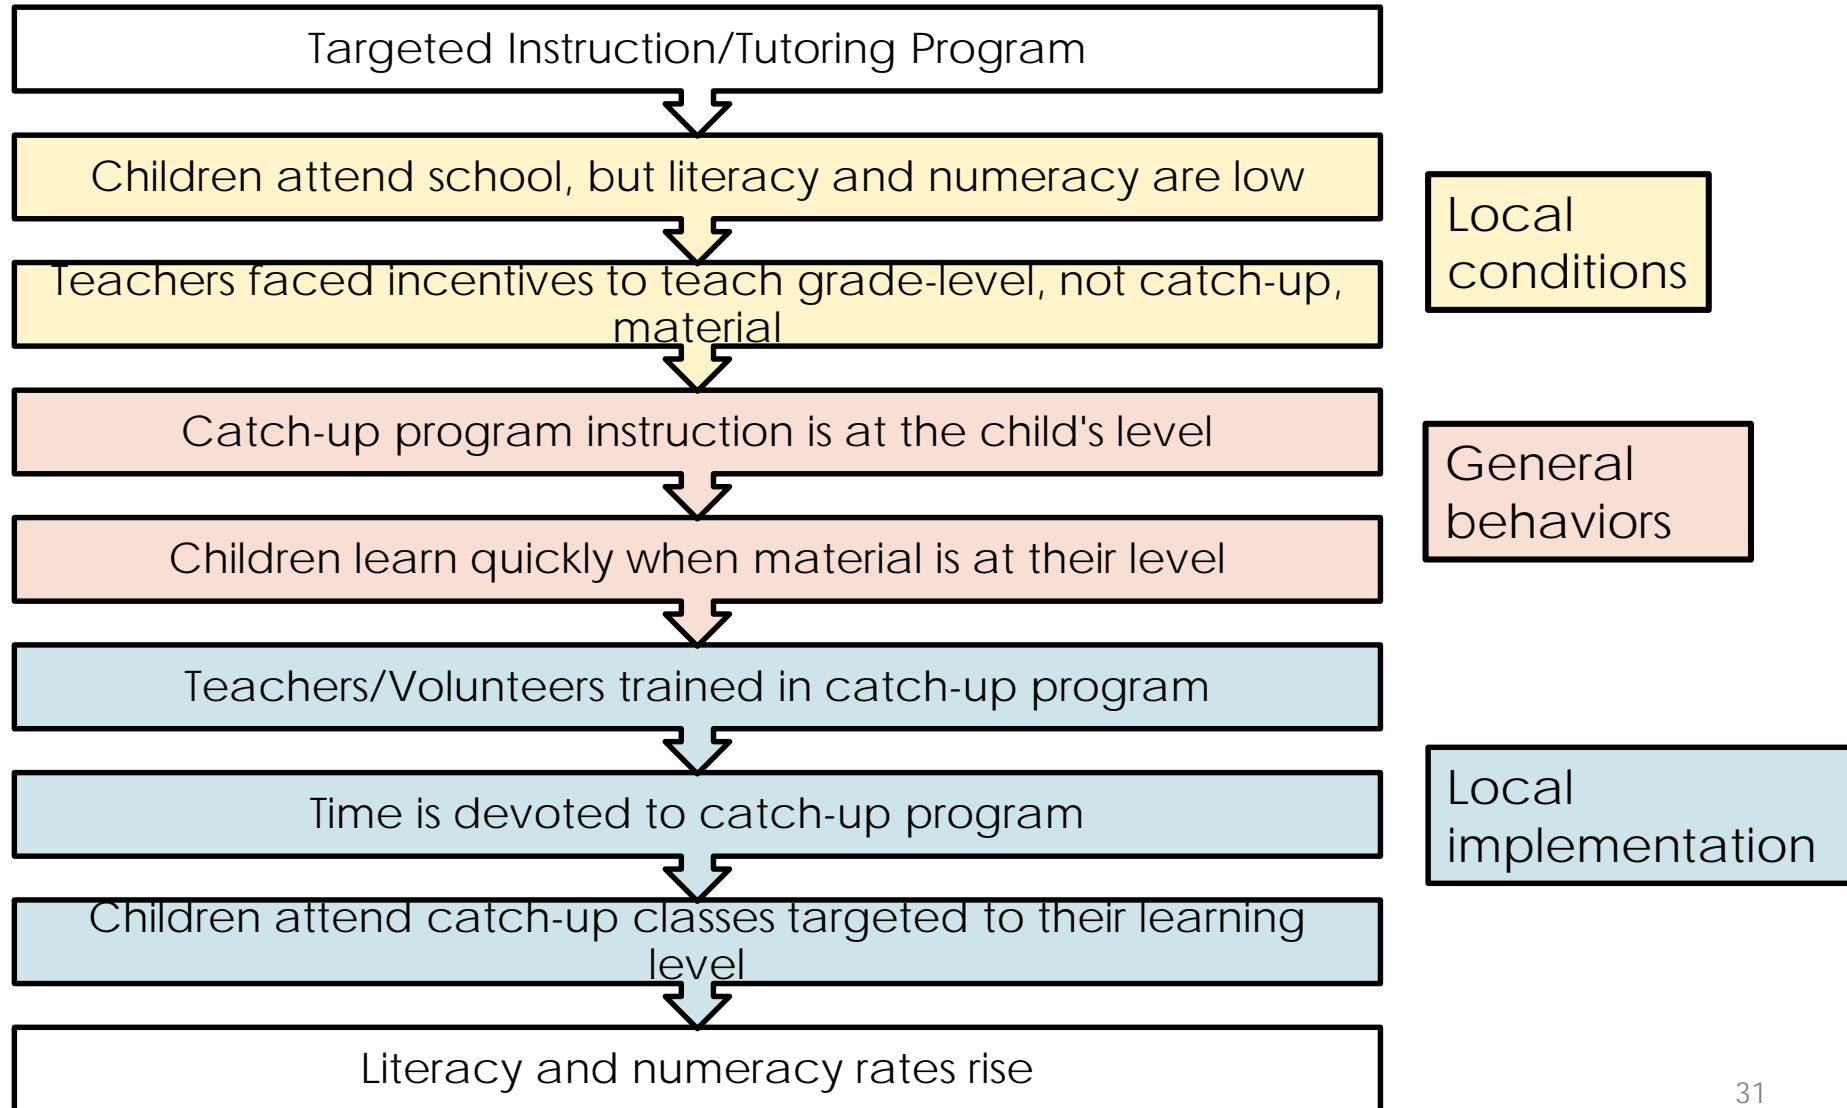 Targeted Instruction/Tutoring Program
Children attend school, but literacy and numeracy are low
Teachers faced incentives to teach grade-level, not catch-up,
material
Catch-up program instruction is at the child's level
Children learn quickly when material is at their level
Teachers/Volunteers trained in catch-up program
Time is devoted to catch-up program
Children attend catch-up classes targeted to their learning
level
Literacy and numeracy rates rise
Local
conditions
General
behaviors
Local
implementation
31